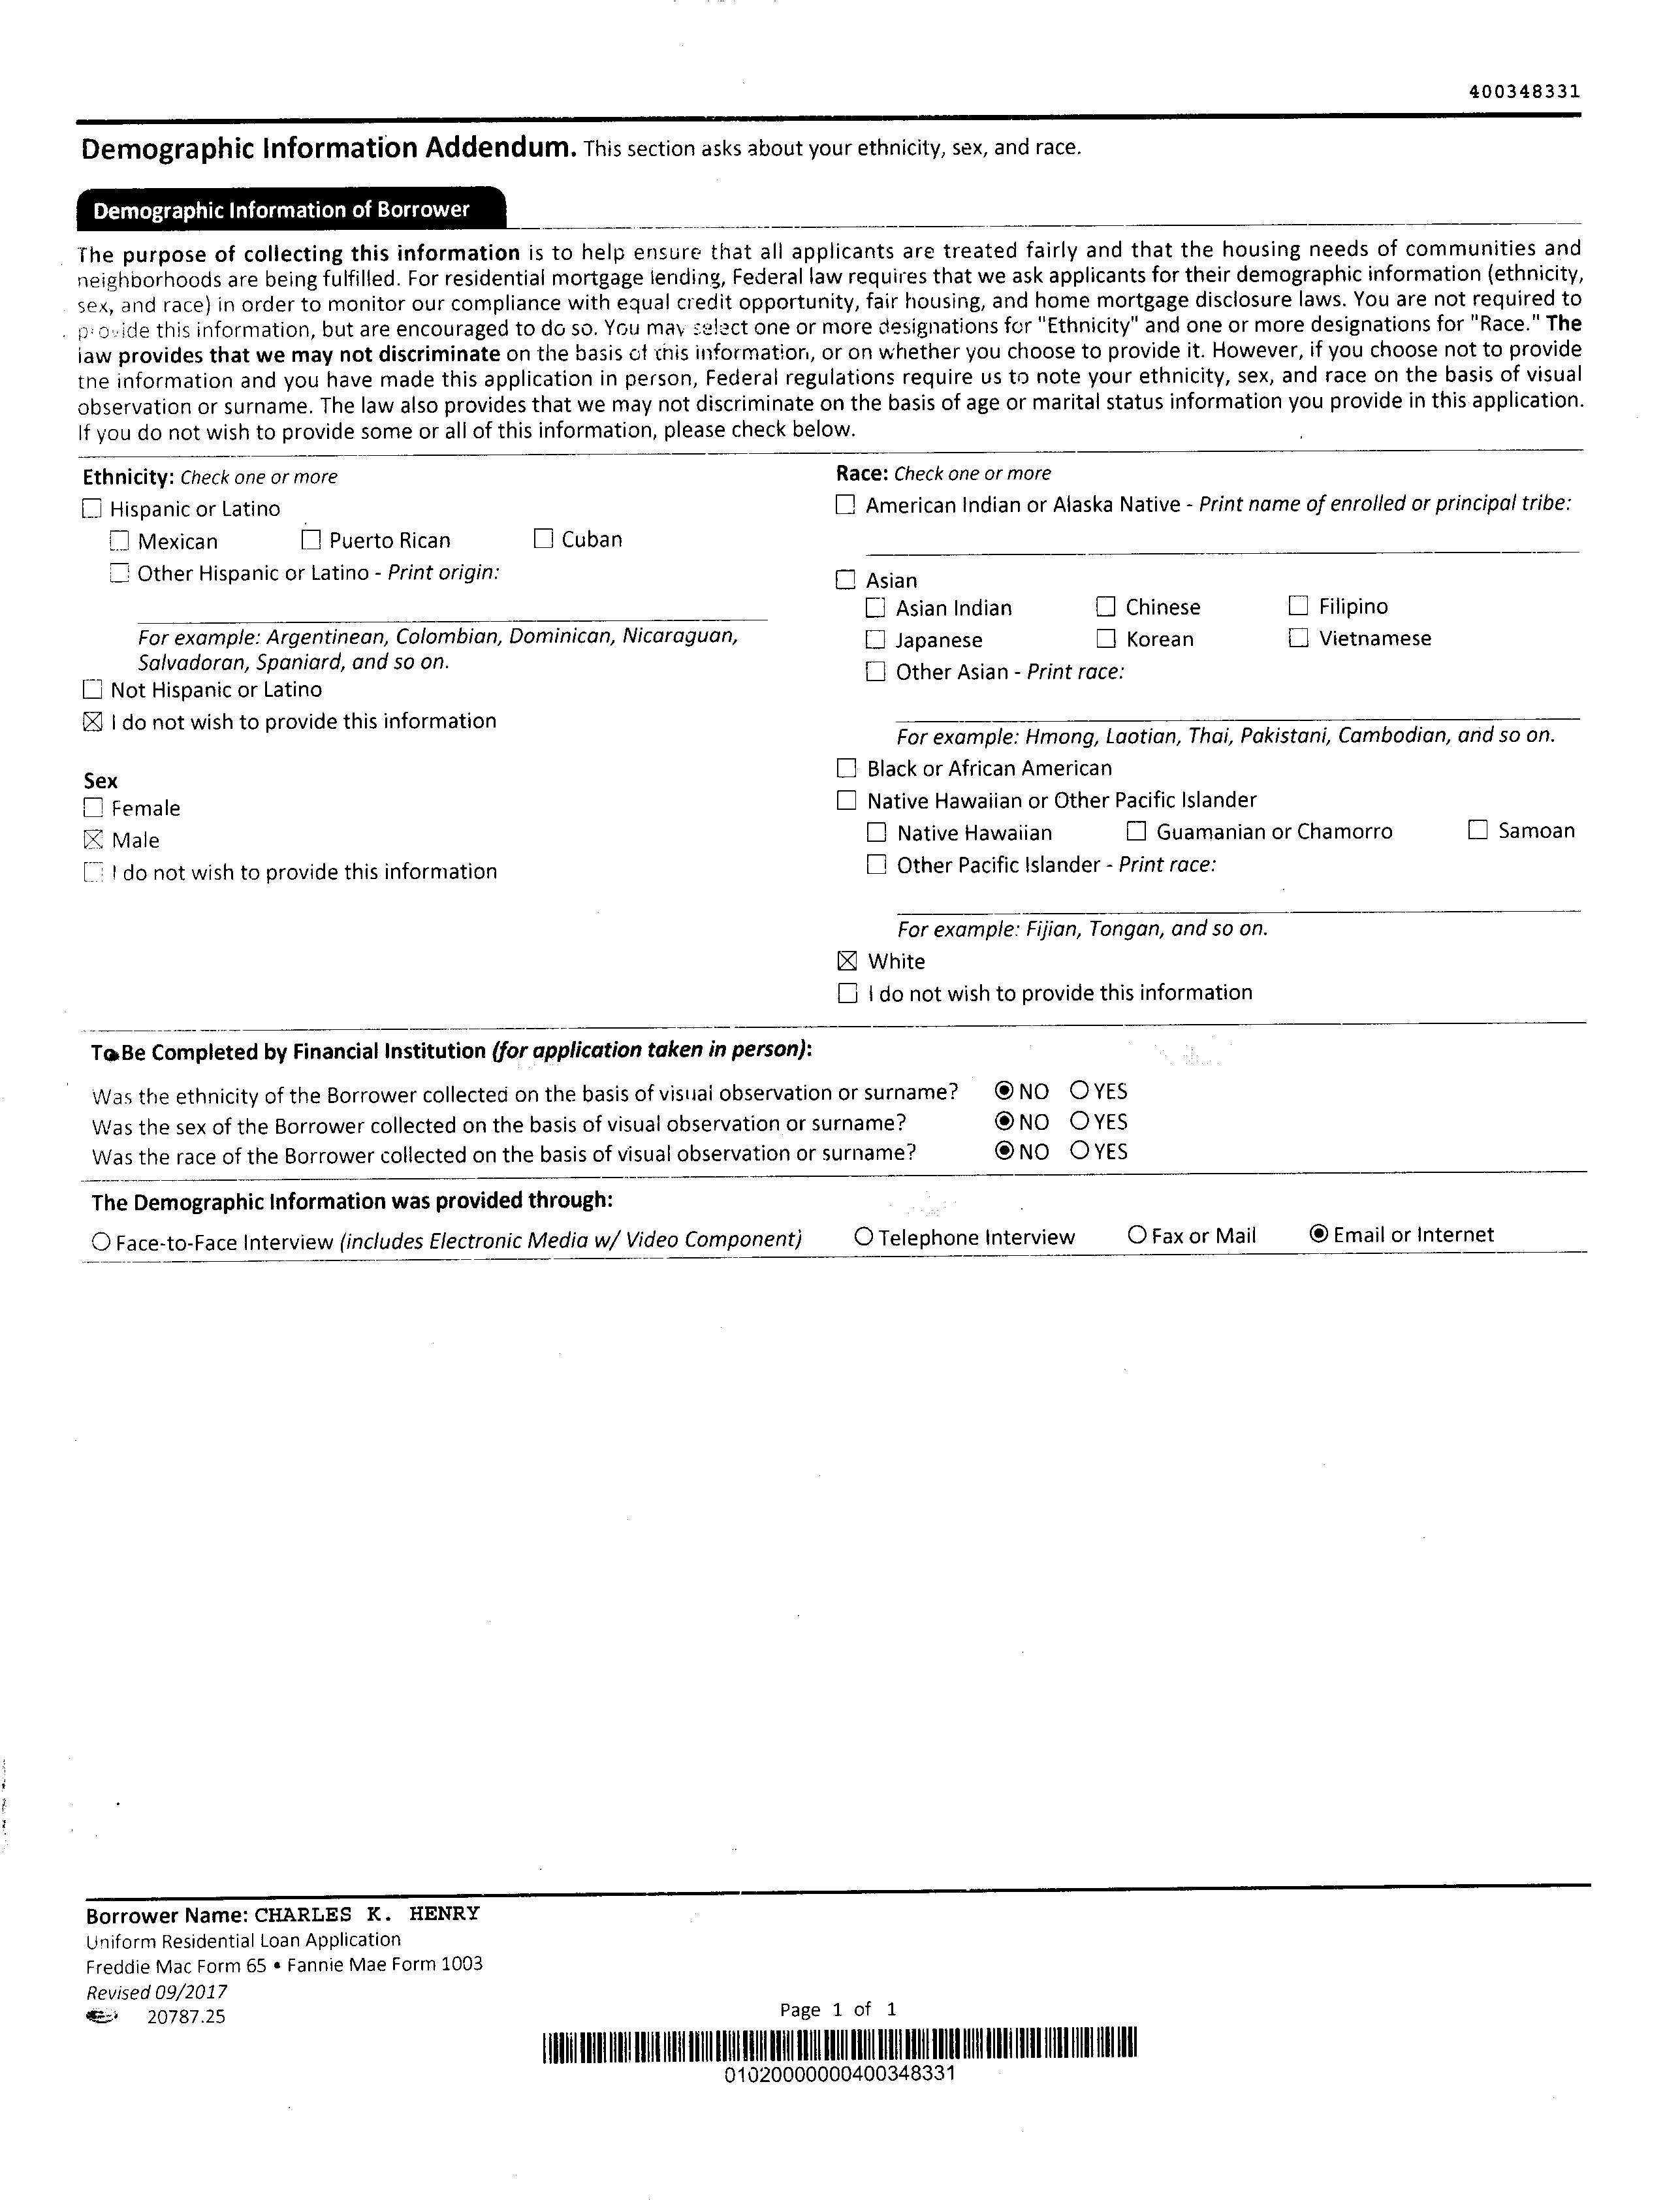 400348331
Demographic Information Addendum. This section asks about your ethnicity, sex, and race.
Demographic Information of Borrower
The purpose of collecting this information is to help ensure that all applicants are treated fairly and that the housing needs of communities and
neighborhoods are being fulfilled. For residential mortgage lending, Federal law requires that we ask applicants for their demographic information (ethnicity,
sex, and race) in order to monitor our compliance with equal credit opportunity, fair housing, and home mortgage disclosure laws. You are not required to
provide this information, but are encouraged to do so. You may select one or more designations for "Ethnicity" and one or more designations for "Race." The
law provides that we may not discriminate on the basis of this information, or on whether you choose to provide it. However, if you choose not to provide
the information and you have made this application in person, Federal regulations require us to note your ethnicity, sex, and race on the basis of visual
observation or surname. The law also provides that we may not discriminate on the basis of age or marital status information you provide in this application.
If you do not wish to provide some or all of this information, please check below.
Ethnicity: Check one or more
☐ Hispanic or Latino
☐ Mexican ☐ Puerto Rican ☐ Cuban
☐ Other Hispanic or Latino - Print origin:
For example: Argentinean, Colombian, Dominican, Nicaraguan,
Salvadoran, Spaniard, and so on.
☐ Not Hispanic or Latino
☒ I do not wish to provide this information
Sex
☐ Female
☒ Male
☐ I do not wish to provide this information
Race: Check one or more
☐ American Indian or Alaska Native - Print name of enrolled or principal tribe:
☐ Asian
☐ Asian Indian ☐ Chinese ☐ Filipino
☐ Japanese ☐ Korean ☐ Vietnamese
☐ Other Asian - Print race:
For example: Hmong, Laotian, Thai, Pakistani, Cambodian, and so on.
☐ Black or African American
☐ Native Hawaiian or Other Pacific Islander
☐ Native Hawaiian ☐ Guamanian or Chamorro ☐ Samoan
☐ Other Pacific Islander - Print race:
For example: Fijian, Tongan, and so on.
☒ White
☐ I do not wish to provide this information
To Be Completed by Financial Institution (for application taken in person):
Was the ethnicity of the Borrower collected on the basis of visual observation or surname? ◉ NO ○ YES
Was the sex of the Borrower collected on the basis of visual observation or surname? ◉ NO ○ YES
Was the race of the Borrower collected on the basis of visual observation or surname? ◉ NO ○ YES
The Demographic Information was provided through:
○ Face-to-Face Interview (includes Electronic Media w/ Video Component) ○ Telephone Interview ○ Fax or Mail ◉ Email or Internet
Borrower Name: CHARLES K. HENRY
Uniform Residential Loan Application
Freddie Mac Form 65 • Fannie Mae Form 1003
Revised 09/2017
20787.25
Page 1 of 1
01020000000400348331